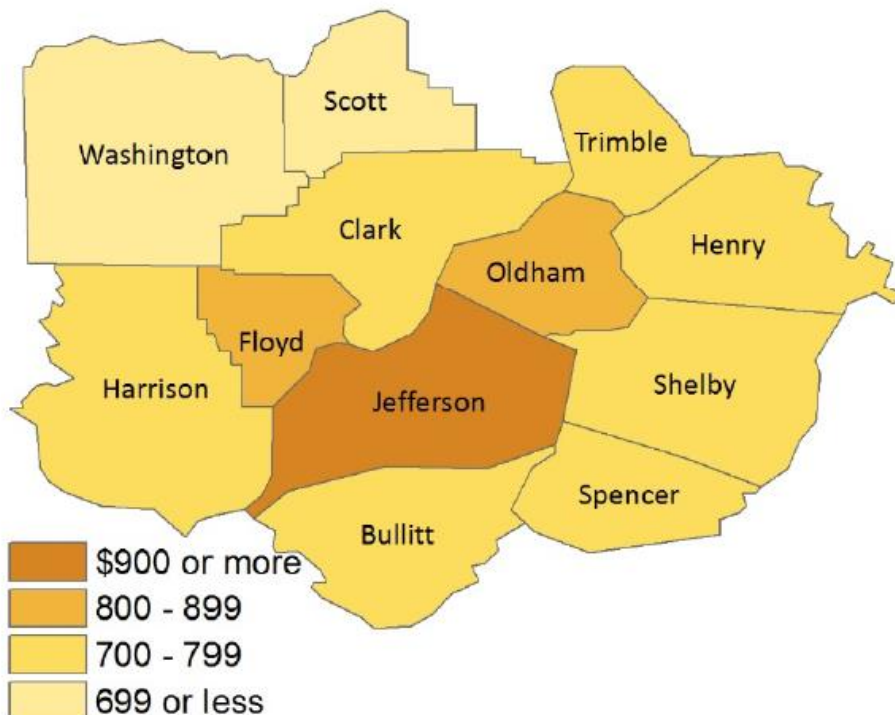 Scott
Washington
Trimble
Clark
Henry
Oldham
Floyd
Harrison
Jefferson
Shelby
Spencer
Bullitt
$900 or more
800 - 899
700 - 799
699 or less